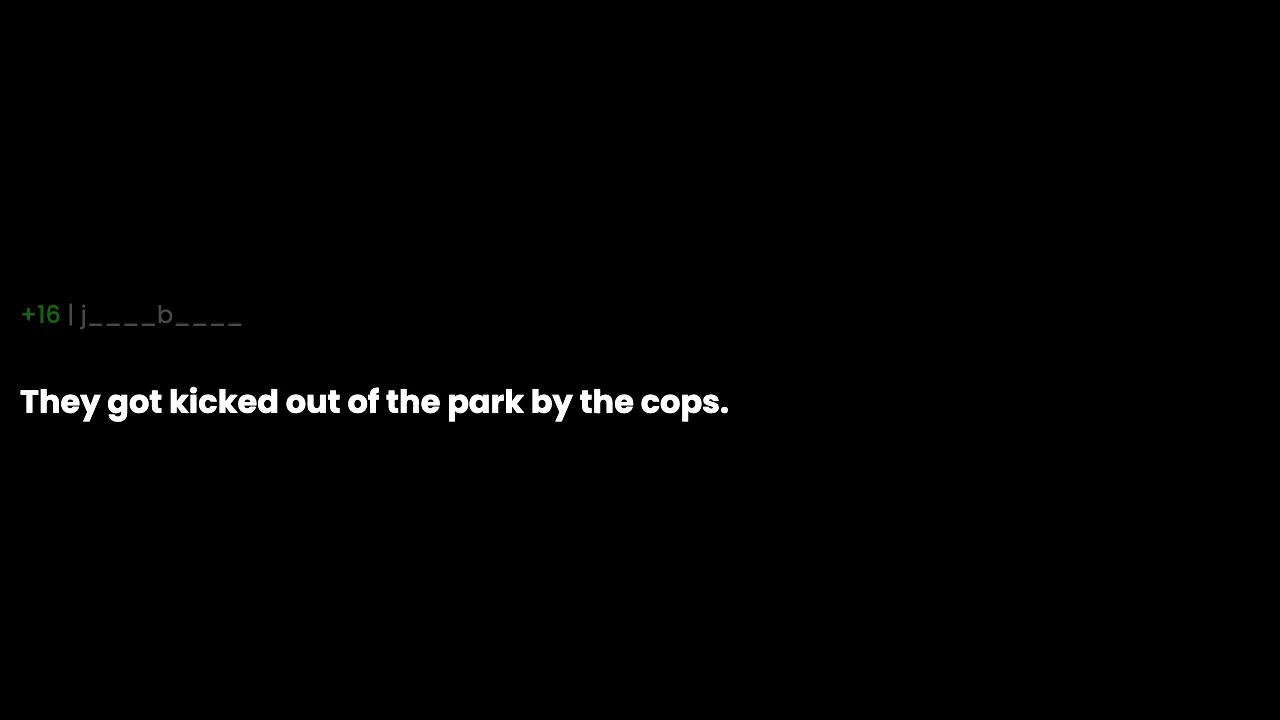 +16 | j____b____
They got kicked out of the park by the cops.